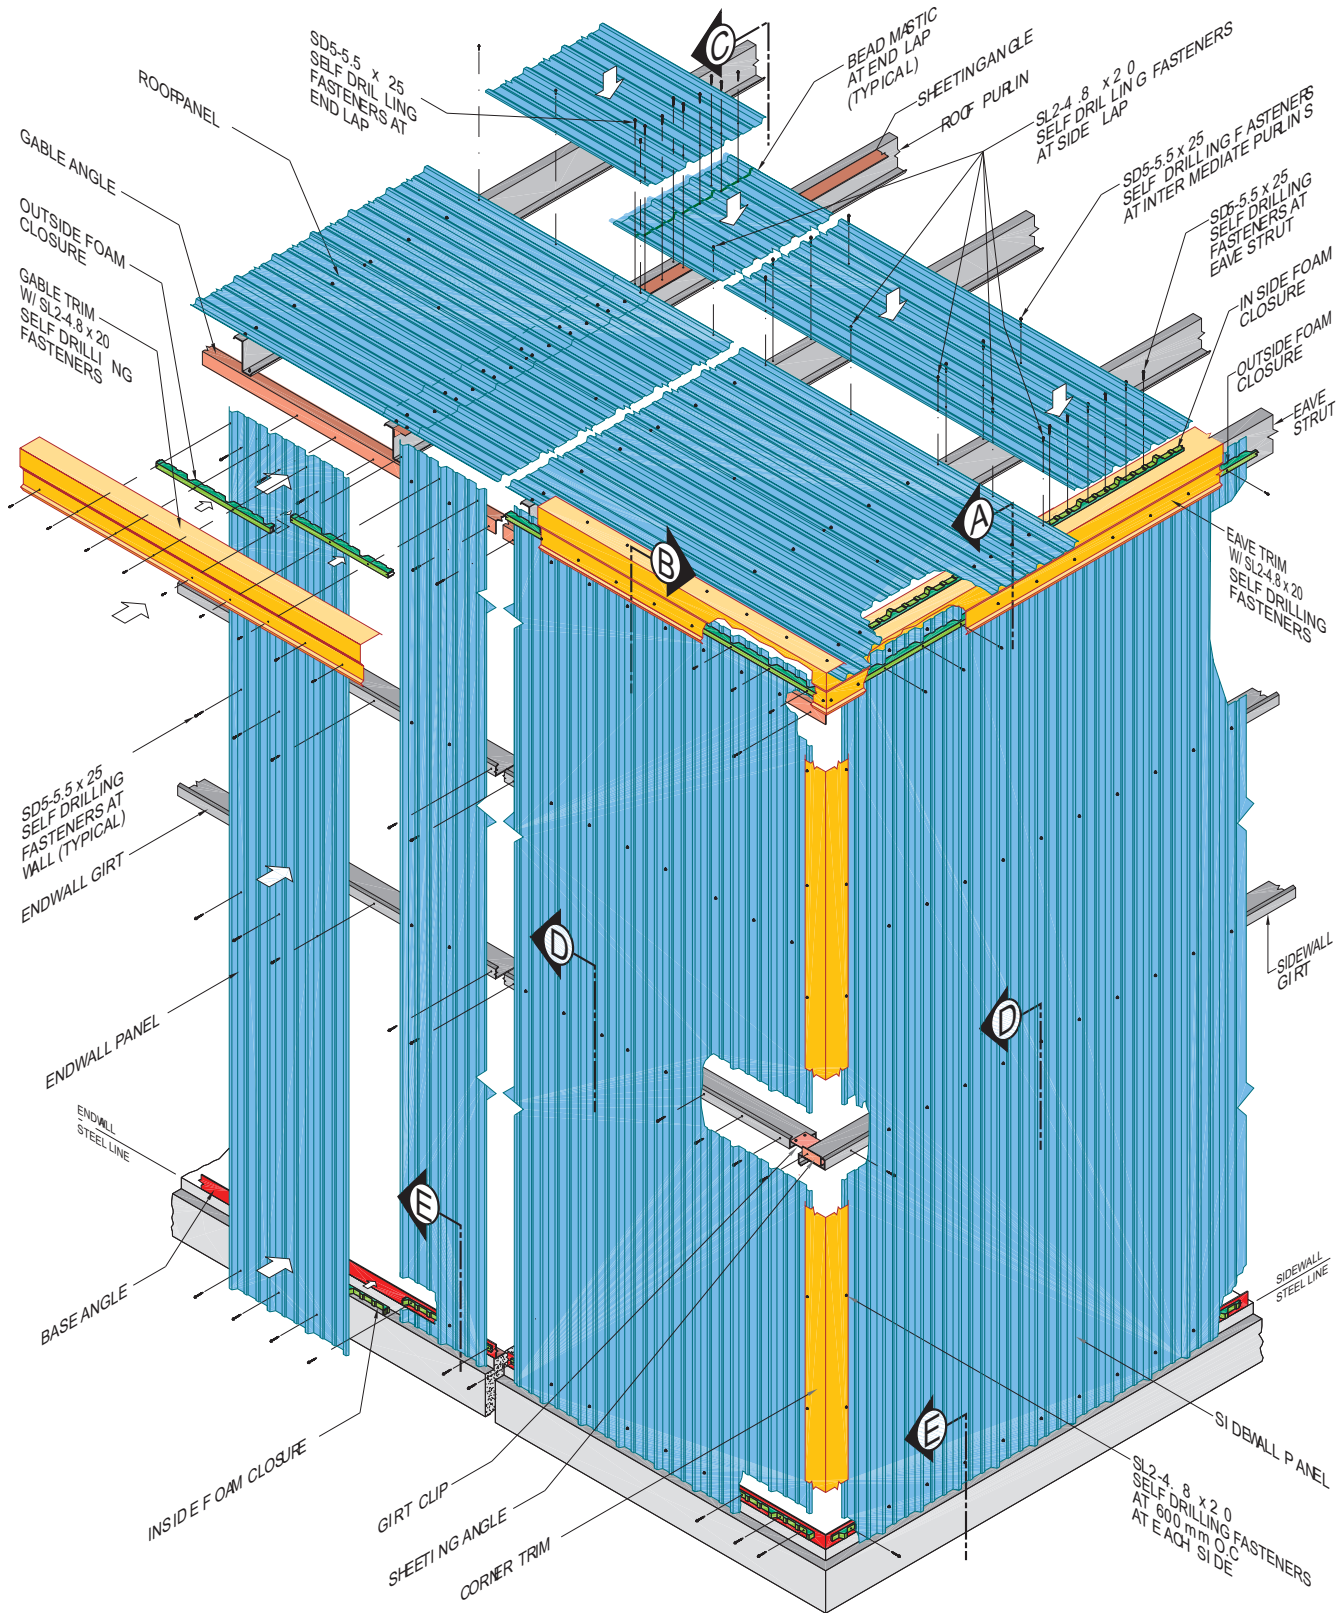 C
SD5-5.5 x 25
SELF DRILLING
FASTENERS AT
END LAP
BEAD MASTIC
AT END LAP
(TYPICAL)
SHEETING ANGLE
ROOF PURLIN
SL2-4.8 x 20
SELF DRILLING FASTENERS
AT SIDE LAP
SD5-5.5 x 25
SELF DRILLING FASTENERS
AT INTERMEDIATE PURLINS
SD5-5.5 x 25
SELF DRILLING
FASTENERS AT
EAVE STRUT
INSIDE FOAM
CLOSURE
OUTSIDE FOAM
CLOSURE
EAVE
STRUT
ROOF PANEL
GABLE ANGLE
OUTSIDE FOAM
CLOSURE
GABLE TRIM
W/ SL2-4.8 x 20
SELF DRILLING
FASTENERS
A
B
EAVE TRIM
W/ SL2-4.8 x 20
SELF DRILLING
FASTENERS
SD5-5.5 x 25
SELF DRILLING
FASTENERS AT
WALL (TYPICAL)
ENDWALL GIRT
D
D
SIDEWALL
GIRT
ENDWALL PANEL
ENDWALL
STEEL LINE
E
BASE ANGLE
SIDEWALL
STEEL LINE
E
INSIDE FOAM CLOSURE
GIRT CLIP
SHEETING ANGLE
CORNER TRIM
SIDEWALL PANEL
SL2-4.8 x 20
SELF DRILLING FASTENERS
AT 600 mm O.C
AT EACH SIDE